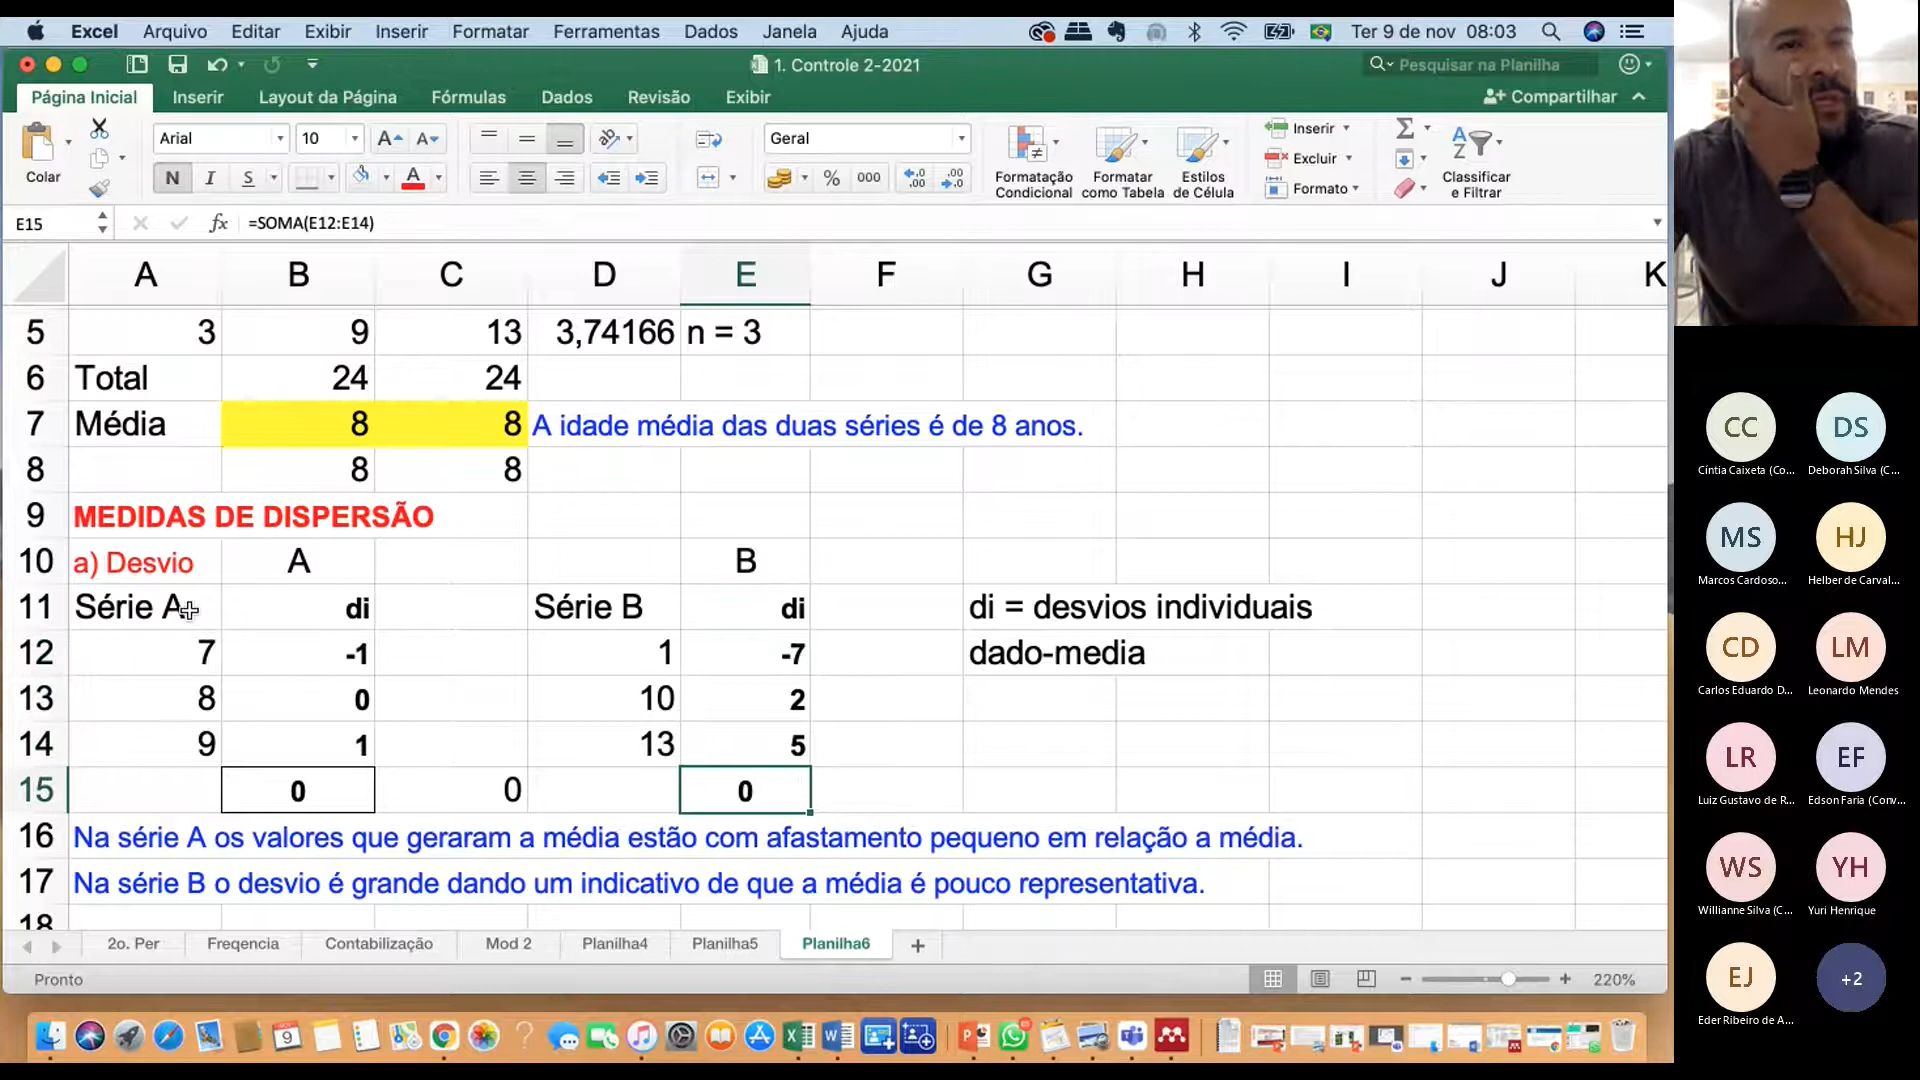 Excel Arquivo Editar Exibir Inserir Formatar Ferramentas Dados Janela Ajuda Ter 9 de nov 08:03
1. Controle 2-2021
Pesquisar na Planilha
Página Inicial Inserir Layout da Página Fórmulas Dados Revisão Exibir Compartilhar
Colar
Arial 10
N I S
Geral
% 000
Formatação Condicional
Formatar como Tabela
Estilos de Célula
Inserir
Excluir
Formato
Classificar e Filtrar
E15 fx =SOMA(E12:E14)
A B C D E F G H I J K
5 3 9 13 3,74166 n = 3
6 Total 24 24
7 Média 8 8 A idade média das duas séries é de 8 anos.
8 8 8
9 MEDIDAS DE DISPERSÃO
10 a) Desvio A B
11 Série A di Série B di di = desvios individuais
12 7 -1 1 -7 dado-media
13 8 0 10 2
14 9 1 13 5
15 0 0 0
16 Na série A os valores que geraram a média estão com afastamento pequeno em relação a média.
17 Na série B o desvio é grande dando um indicativo de que a média é pouco representativa.
18
2o. Per Freqencia Contabilização Mod 2 Planilha4 Planilha5 Planilha6
Pronto 220%
CC DS
Cíntia Caixeta (Co... Deborah Silva (C...
MS HJ
Marcos Cardoso... Helber de Carval...
CD LM
Carlos Eduardo D... Leonardo Mendes
LR EF
Luiz Gustavo de R... Edson Faria (Conv...
WS YH
Willianne Silva (C... Yuri Henrique
EJ +2
Eder Ribeiro de A...